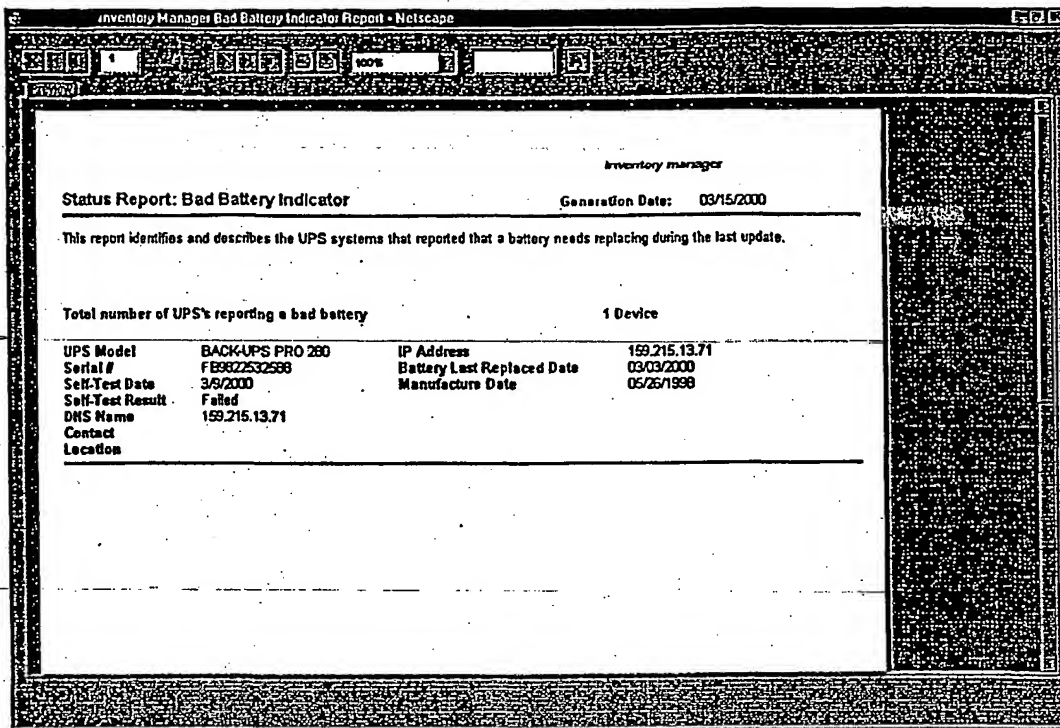 Inventory Manager Bad Battery Indicator Report - Netscape
1 100%
Preview
Inventory manager
Status Report: Bad Battery Indicator Generation Date: 03/15/2000
This report identifies and describes the UPS systems that reported that a battery needs replacing during the last update.
Total number of UPS's reporting a bad battery 1 Device
UPS Model BACK-UPS PRO 280 IP Address 159.215.13.71
Serial # FB9822532588 Battery Last Replaced Date 03/03/2000
Self-Test Date 3/9/2000 Manufacture Date 05/26/1998
Self-Test Result Failed
DNS Name 159.215.13.71
Contact
Location